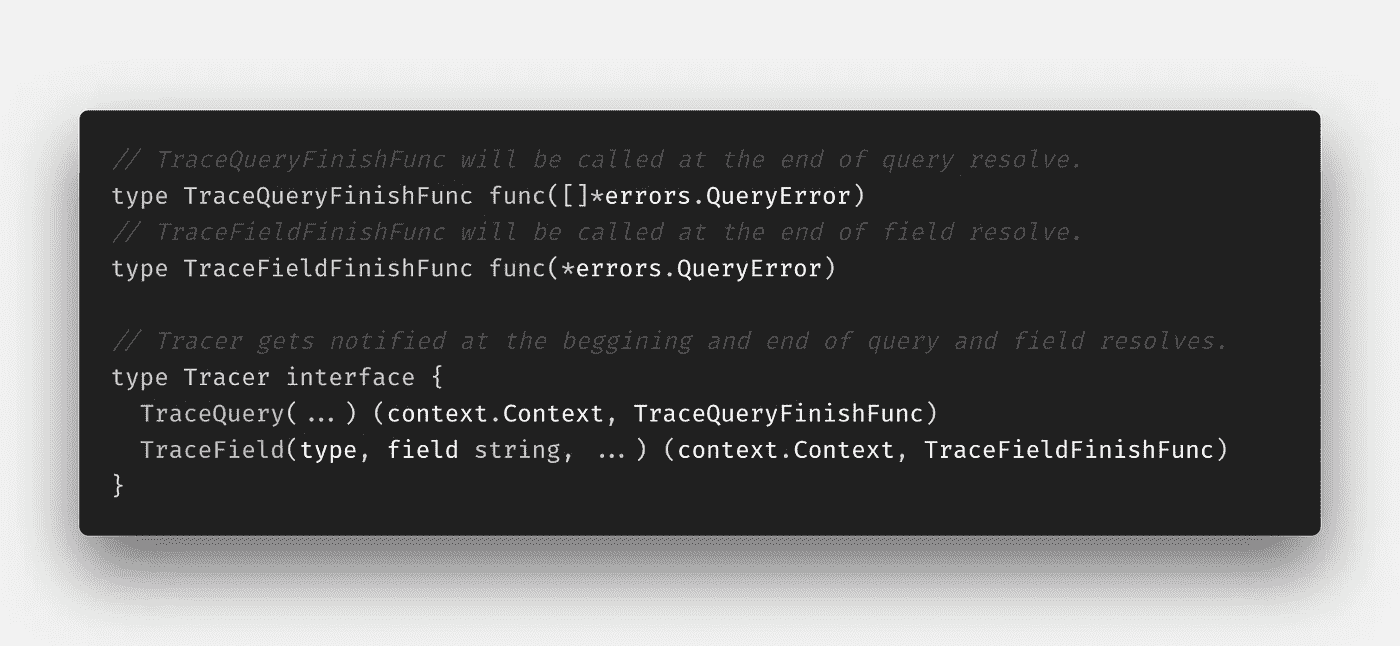 // TraceQueryFinishFunc will be called at the end of query resolve.
type TraceQueryFinishFunc func([]*errors.QueryError)
// TraceFieldFinishFunc will be called at the end of field resolve.
type TraceFieldFinishFunc func(*errors.QueryError)
// Tracer gets notified at the beggining and end of query and field resolves.
type Tracer interface {
  TraceQuery(...) (context.Context, TraceQueryFinishFunc)
  TraceField(type, field string, ...) (context.Context, TraceFieldFinishFunc)
}